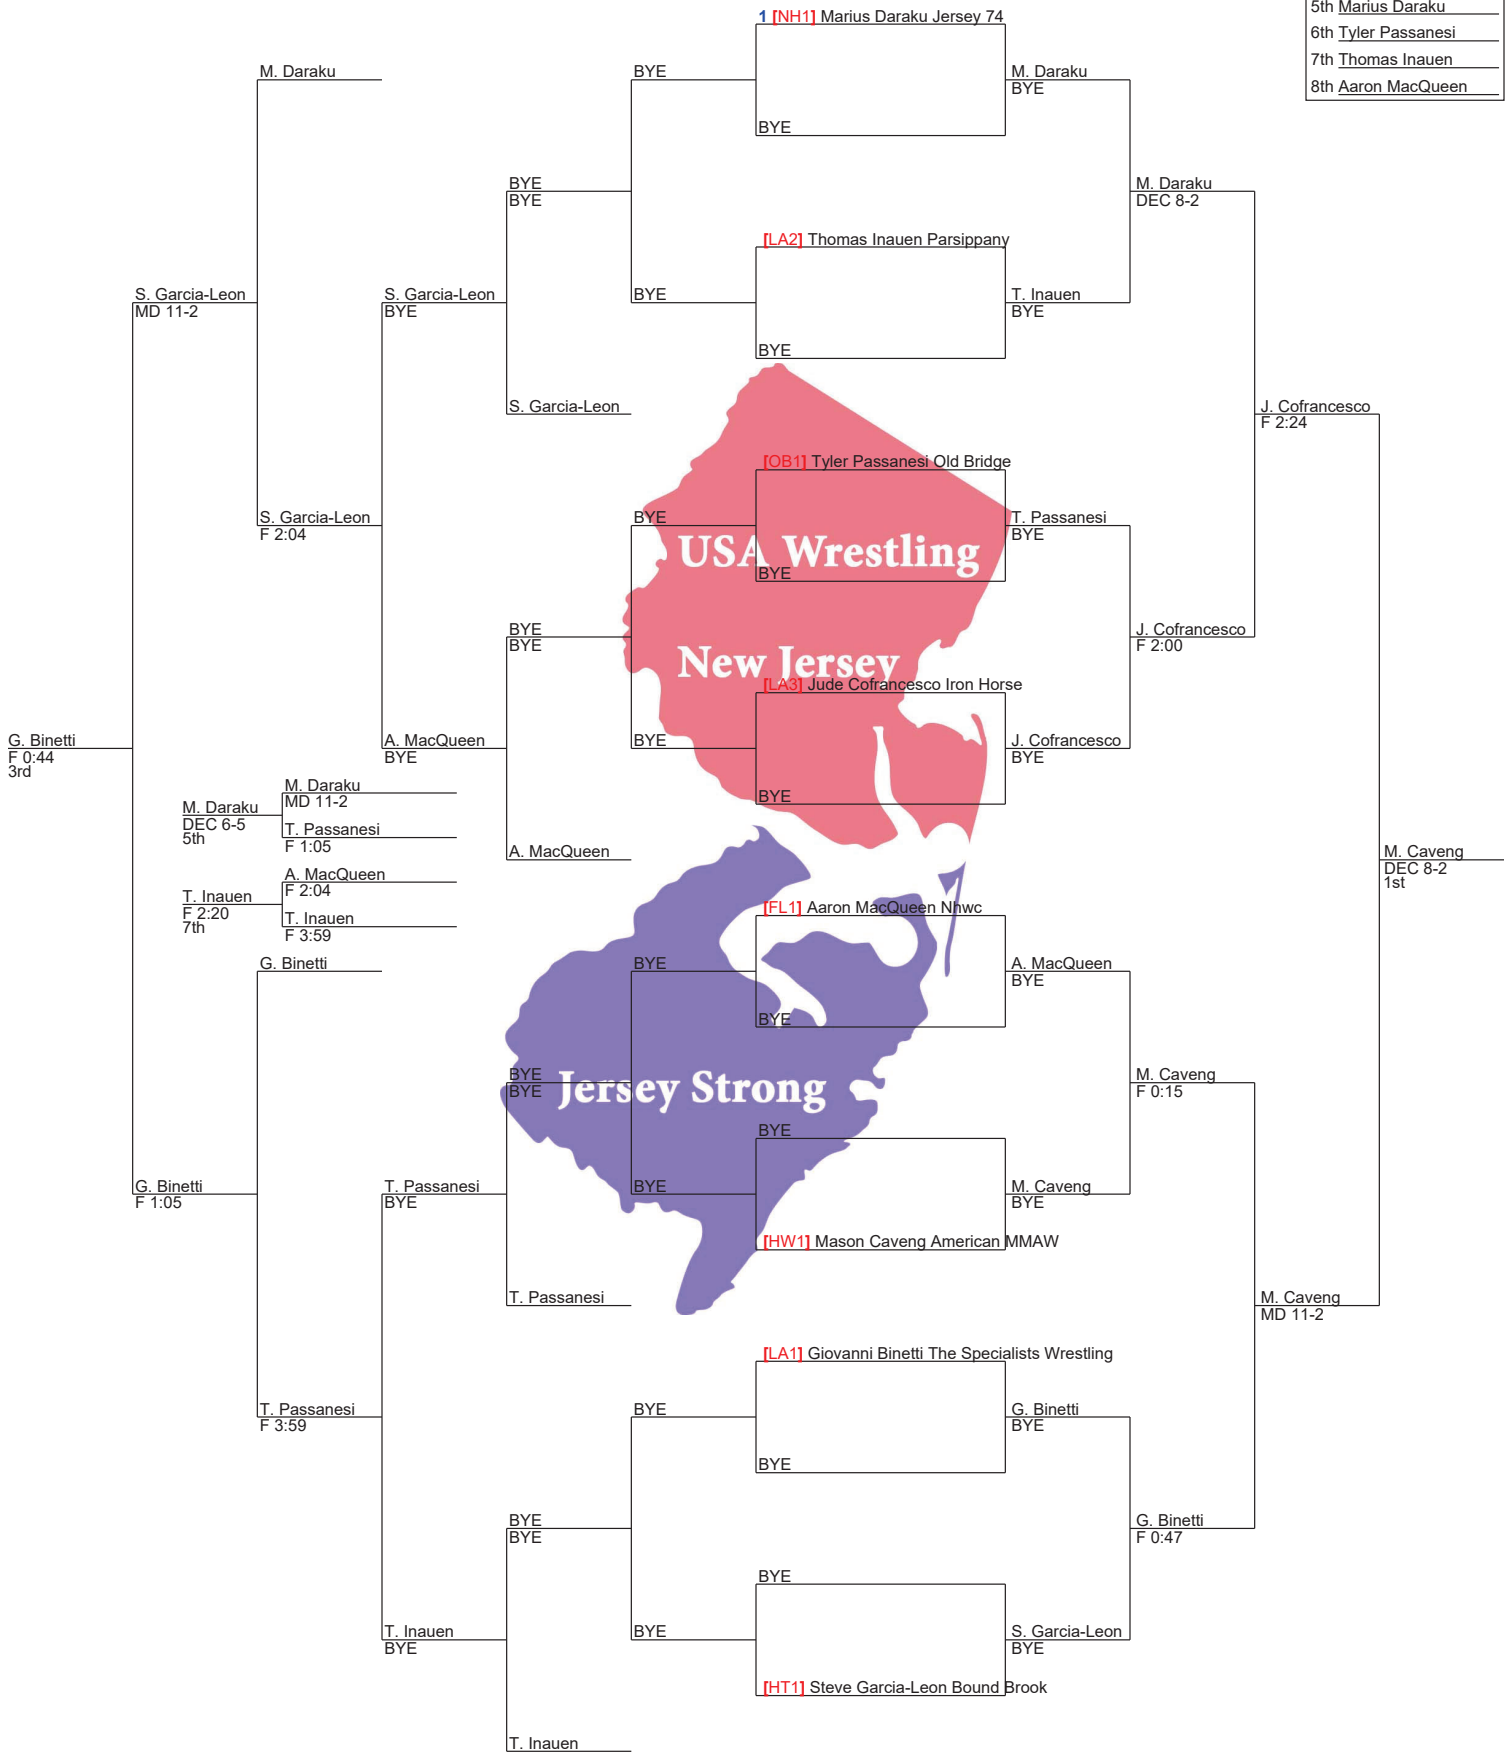 1 [NH1] Marius Daraku Jersey 74
5th Marius Daraku
6th Tyler Passanesi
7th Thomas Inauen
8th Aaron MacQueen
M. Daraku
BYE
M. Daraku
BYE
BYE
BYE
BYE
M. Daraku
DEC 8-2
[LA2] Thomas Inauen Parsippany
S. Garcia-Leon
MD 11-2
S. Garcia-Leon
BYE
BYE
T. Inauen
BYE
BYE
S. Garcia-Leon
J. Cofrancesco
F 2:24
[OB1] Tyler Passanesi Old Bridge
S. Garcia-Leon
F 2:04
BYE
T. Passanesi
BYE
USA Wrestling
BYE
BYE
BYE
J. Cofrancesco
F 2:00
New Jersey
[LA3] Jude Cofrancesco Iron Horse
G. Binetti
F 0:44
3rd
A. MacQueen
BYE
BYE
J. Cofrancesco
BYE
M. Daraku
MD 11-2
BYE
M. Daraku
DEC 6-5
5th
T. Passanesi
F 1:05
A. MacQueen
M. Caveng
DEC 8-2
1st
A. MacQueen
F 2:04
T. Inauen
F 2:20
7th
T. Inauen
F 3:59
[FL1] Aaron MacQueen Nhwc
G. Binetti
BYE
A. MacQueen
BYE
BYE
BYE
BYE
Jersey Strong
M. Caveng
F 0:15
BYE
G. Binetti
F 1:05
T. Passanesi
BYE
BYE
M. Caveng
BYE
[HW1] Mason Caveng American MMAW
T. Passanesi
M. Caveng
MD 11-2
[LA1] Giovanni Binetti The Specialists Wrestling
T. Passanesi
F 3:59
BYE
G. Binetti
BYE
BYE
BYE
BYE
G. Binetti
F 0:47
BYE
T. Inauen
BYE
BYE
S. Garcia-Leon
BYE
[HT1] Steve Garcia-Leon Bound Brook
T. Inauen